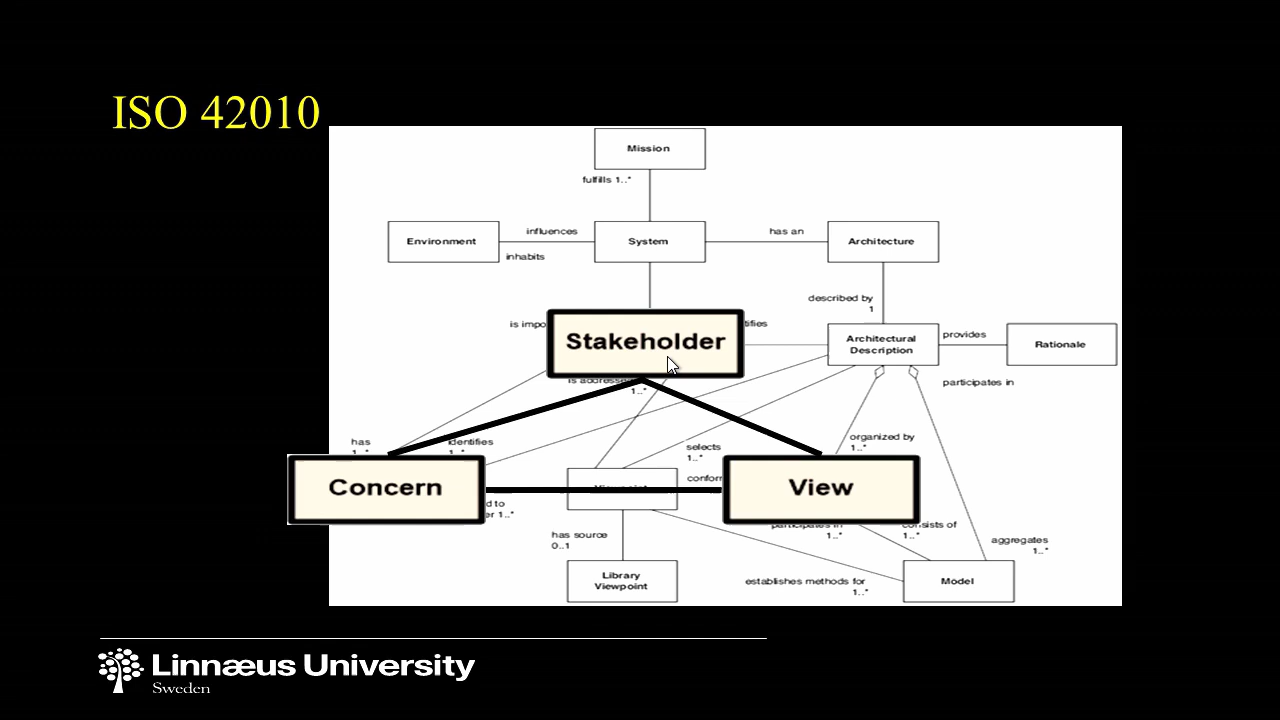 ISO 42010
Mission
fulfills 1..*
influences
has an
Environment
System
Architecture
inhabits
described by
1
is impo
tifies
Stakeholder
Architectural
Description
provides
Rationale
is addresse
1..*
participates in
has
1..*
identifies
1..*
selects
1..*
organized by
1..*
Concern
conforn
View
d to
er 1..*
Viewpoint
participates in
1..*
consists of
1..*
has source
0..1
aggregates
1..*
Library
Viewpoint
establishes methods for
1..*
Model
Linnæus University
Sweden